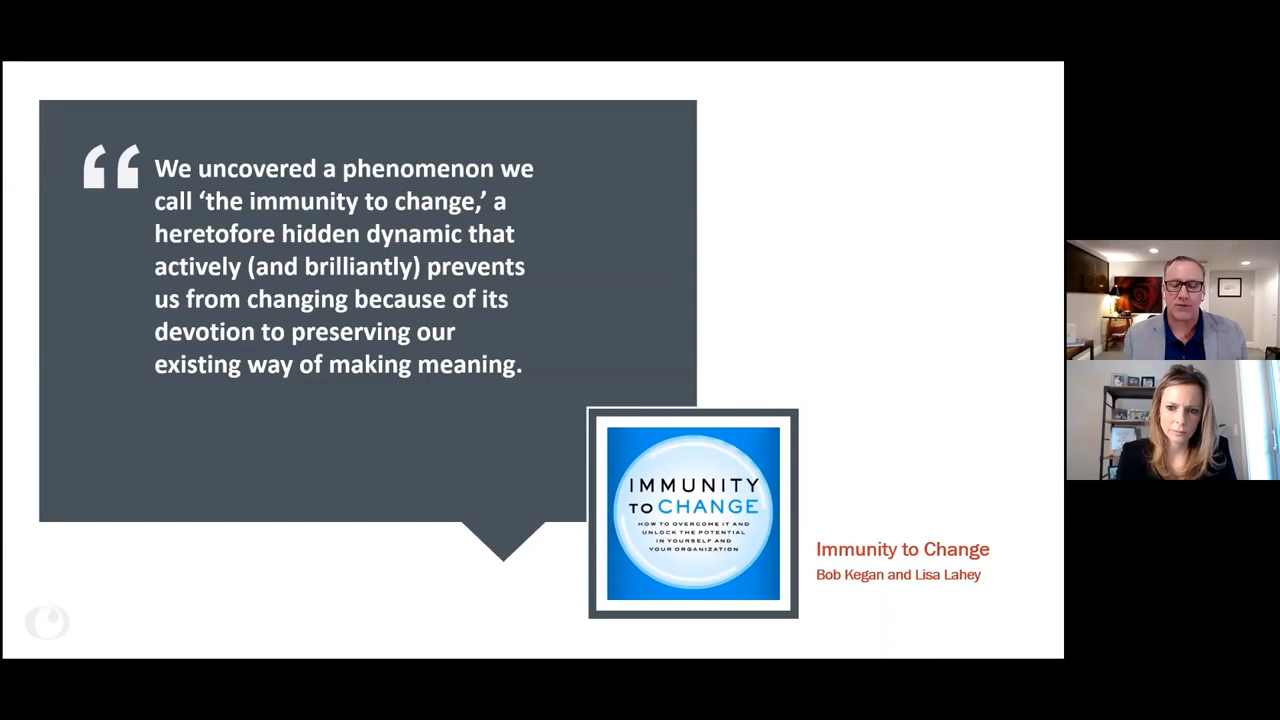 We uncovered a phenomenon we
call ‘the immunity to change,’ a
heretofore hidden dynamic that
actively (and brilliantly) prevents
us from changing because of its
devotion to preserving our
existing way of making meaning.
IMMUNITY
TO CHANGE
HOW TO OVERCOME IT AND
UNLOCK THE POTENTIAL
IN YOURSELF AND
YOUR ORGANIZATION
Immunity to Change
Bob Kegan and Lisa Lahey